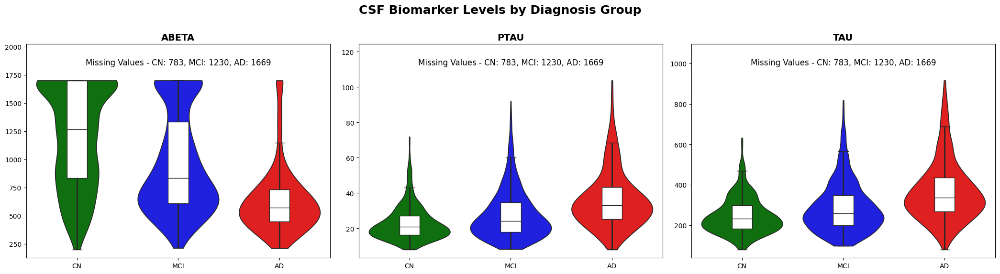 CSF Biomarker Levels by Diagnosis Group
ABETA
Missing Values - CN: 783, MCI: 1230, AD: 1669
2000
1750
1500
1250
1000
750
500
250
CN MCI AD
PTAU
Missing Values - CN: 783, MCI: 1230, AD: 1669
120
100
80
60
40
20
CN MCI AD
TAU
Missing Values - CN: 783, MCI: 1230, AD: 1669
1000
800
600
400
200
CN MCI AD